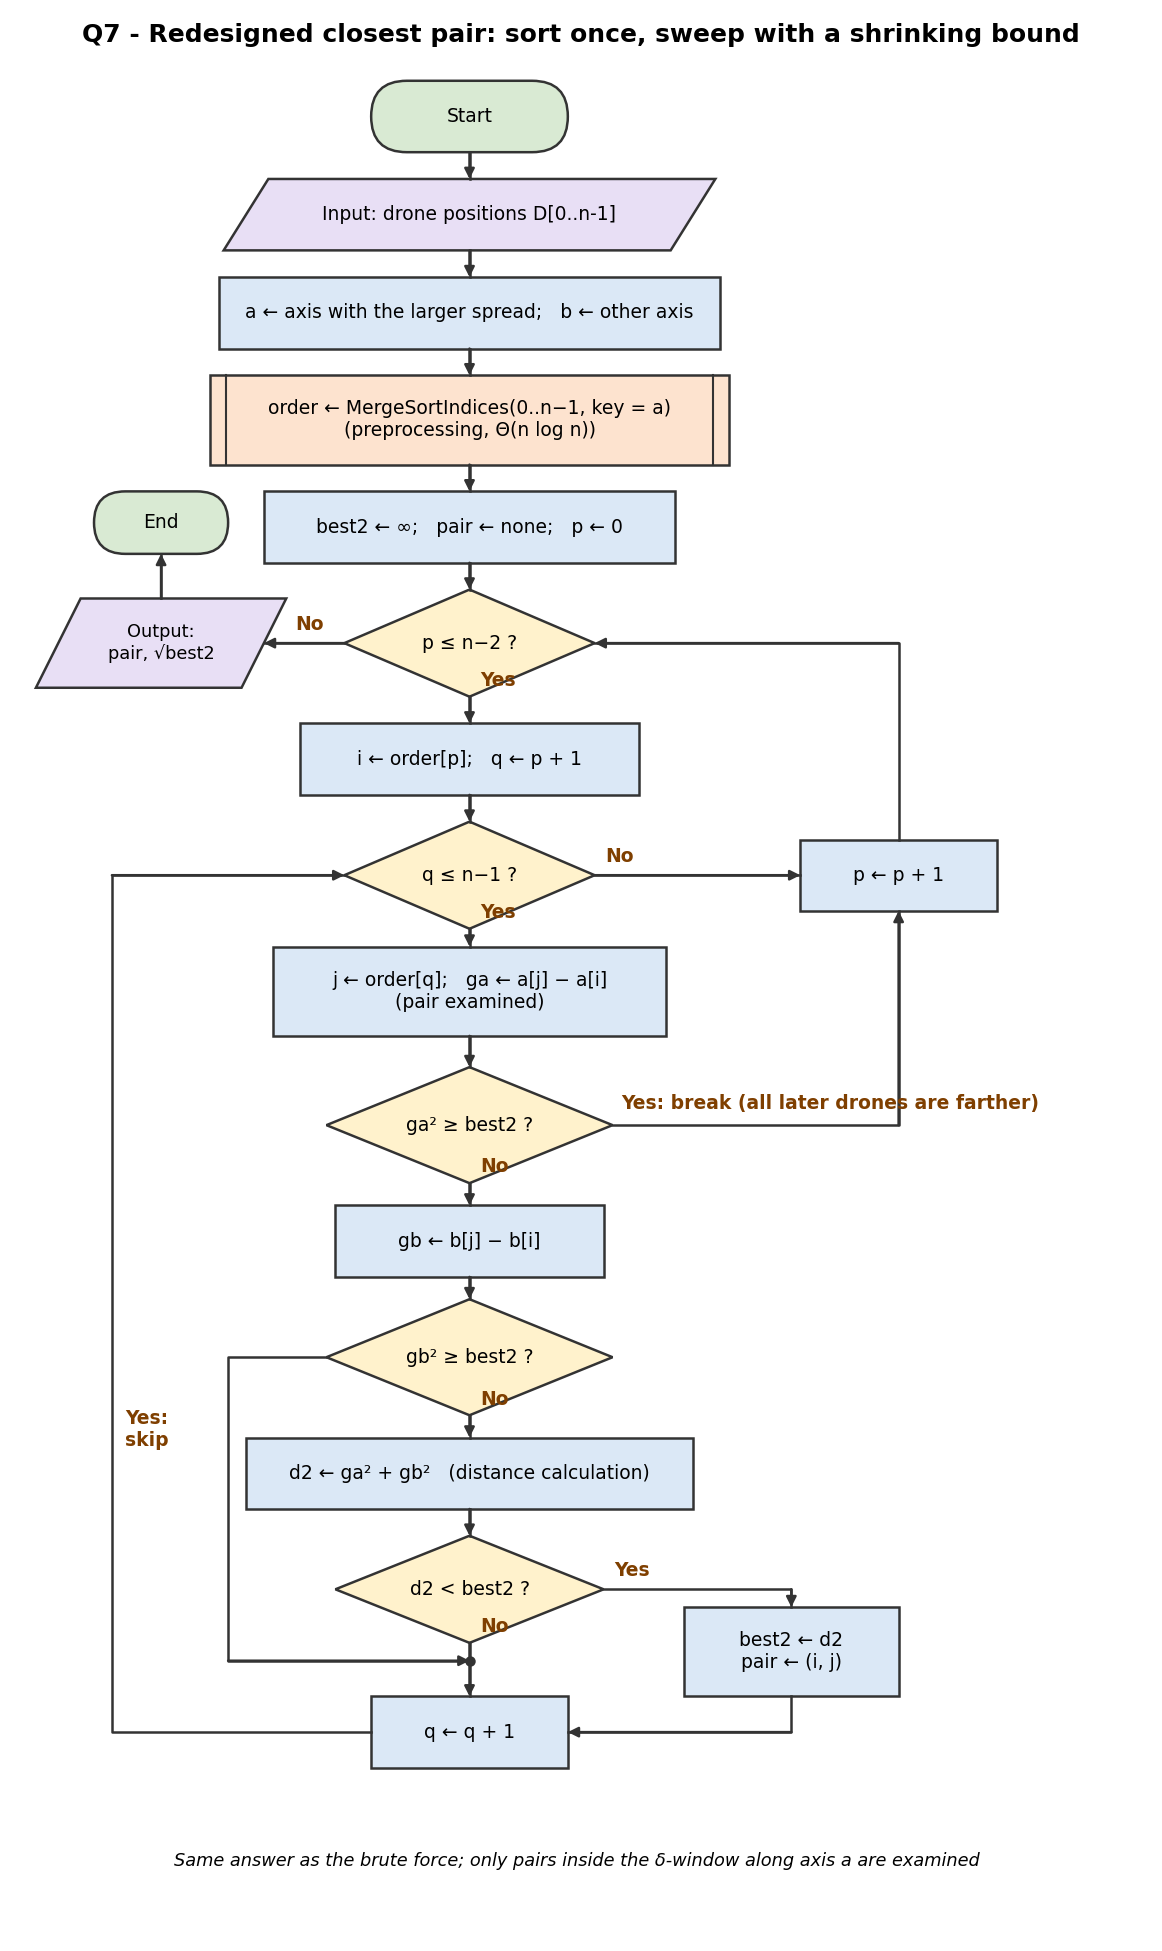 Q7 - Redesigned closest pair: sort once, sweep with a shrinking bound
Start
Input: drone positions D[0..n-1]
a ← axis with the larger spread;   b ← other axis
order ← MergeSortIndices(0..n−1, key = a)
(preprocessing, Θ(n log n))
End
best2 ← ∞;   pair ← none;   p ← 0
Output:
pair, √best2
No
p ≤ n−2 ?
Yes
i ← order[p];   q ← p + 1
q ≤ n−1 ?
No
p ← p + 1
Yes
j ← order[q];   ga ← a[j] − a[i]
(pair examined)
ga² ≥ best2 ?
Yes: break (all later drones are farther)
No
gb ← b[j] − b[i]
gb² ≥ best2 ?
No
Yes:
skip
d2 ← ga² + gb²   (distance calculation)
d2 < best2 ?
Yes
No
best2 ← d2
pair ← (i, j)
q ← q + 1
Same answer as the brute force; only pairs inside the δ-window along axis a are examined